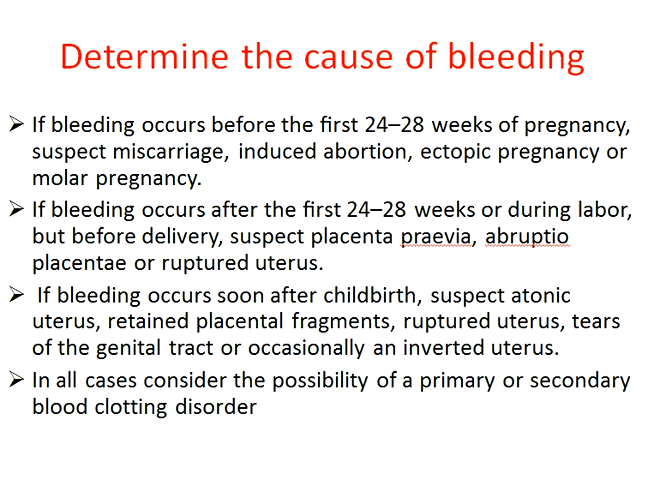 Determine the cause of bleeding
➢ If bleeding occurs before the first 24–28 weeks of pregnancy,
suspect miscarriage, induced abortion, ectopic pregnancy or
molar pregnancy.
➢ If bleeding occurs after the first 24–28 weeks or during labor,
but before delivery, suspect placenta praevia, abruptio
placentae or ruptured uterus.
➢ If bleeding occurs soon after childbirth, suspect atonic
uterus, retained placental fragments, ruptured uterus, tears
of the genital tract or occasionally an inverted uterus.
➢ In all cases consider the possibility of a primary or secondary
blood clotting disorder